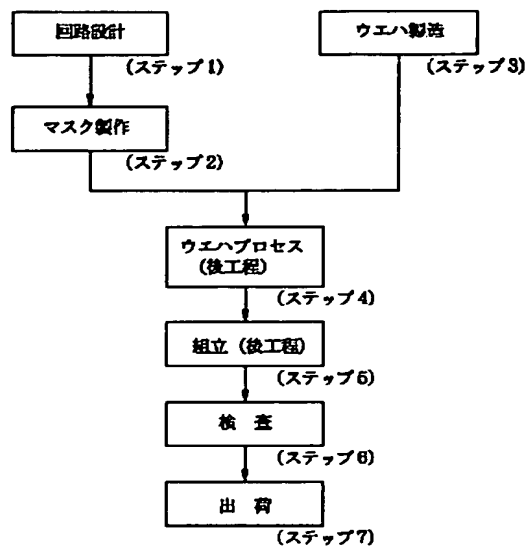 回路設計
(ステップ1)
ウエハ製造
(ステップ3)
マスク製作
(ステップ2)
ウエハプロセス
(後工程)
(ステップ4)
組立 (後工程)
(ステップ5)
検 査
(ステップ6)
出 荷
(ステップ7)